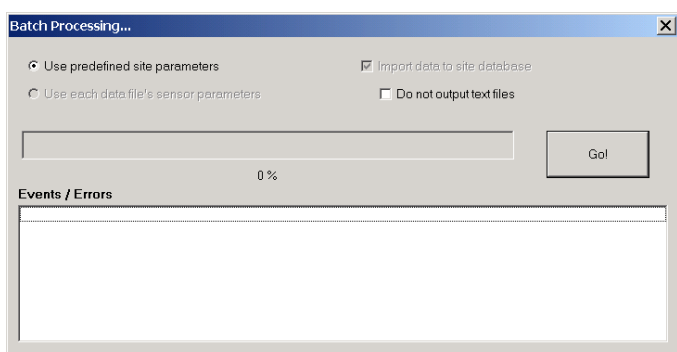 Batch Processing...
Use predefined site parameters
Import data to site database
Use each data file's sensor parameters
Do not output text files
Go!
0 %
Events / Errors